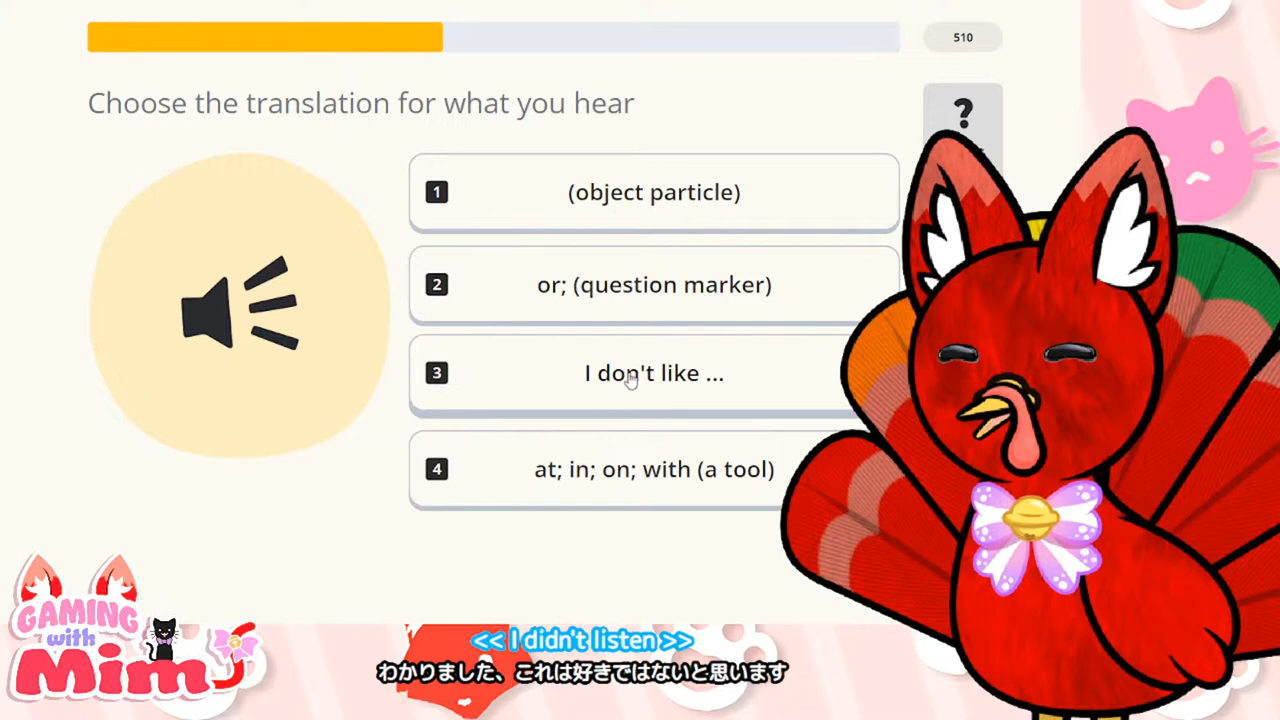 510
Choose the translation for what you hear
?
1 (object particle)
2 or; (question marker)
3 I don't like ...
4 at; in; on; with (a tool)
GAMING
with
Mim
<< I didn't listen >>
わかりました、これは好きではないと思います